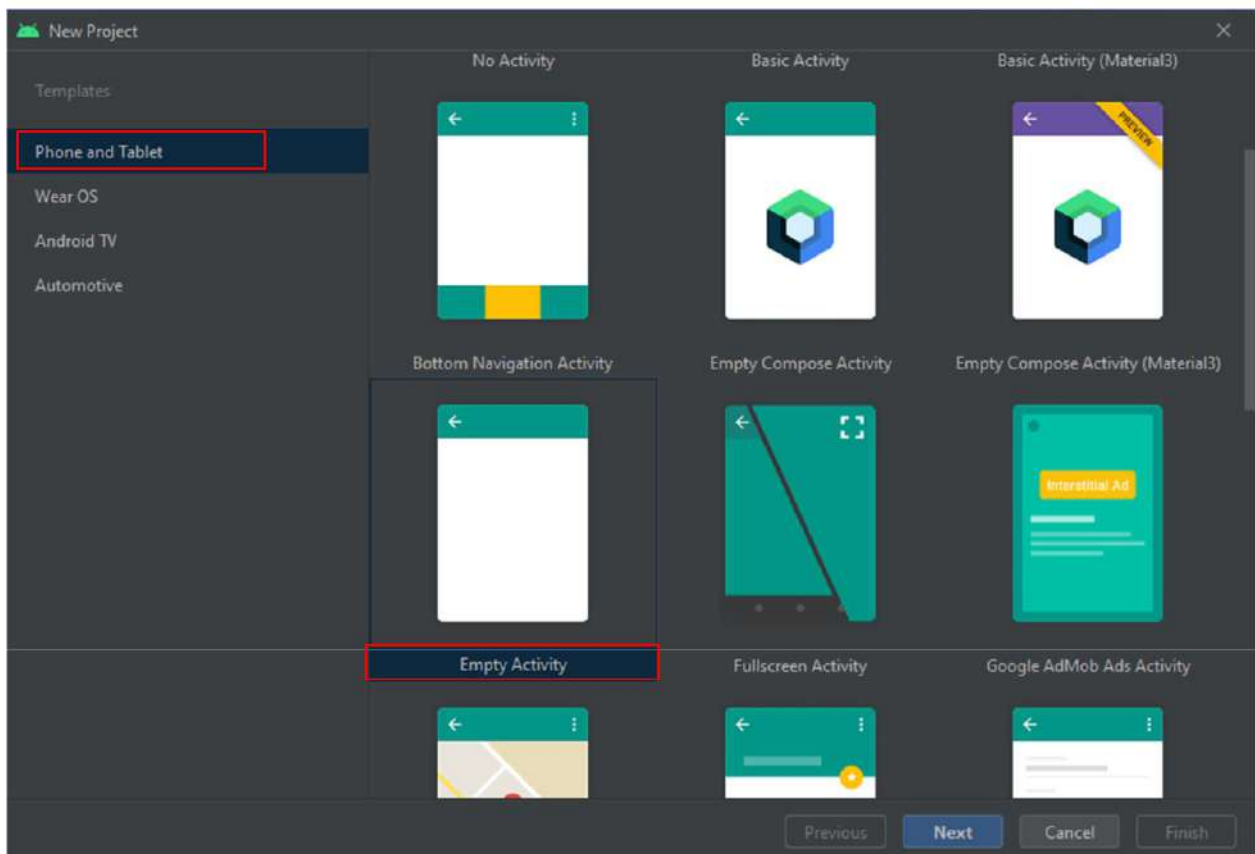 New Project
Templates
Phone and Tablet
Wear OS
Android TV
Automotive
No Activity
Basic Activity
Basic Activity (Material3)
PREVIEW
Bottom Navigation Activity
Empty Compose Activity
Empty Compose Activity (Material3)
Interstitial Ad
Empty Activity
Fullscreen Activity
Google AdMob Ads Activity
Previous
Next
Cancel
Finish